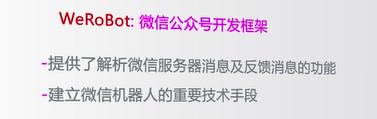 WeRoBot: 微信公众号开发框架
-提供了解析微信服务器消息及反馈消息的功能
-建立微信机器人的重要技术手段